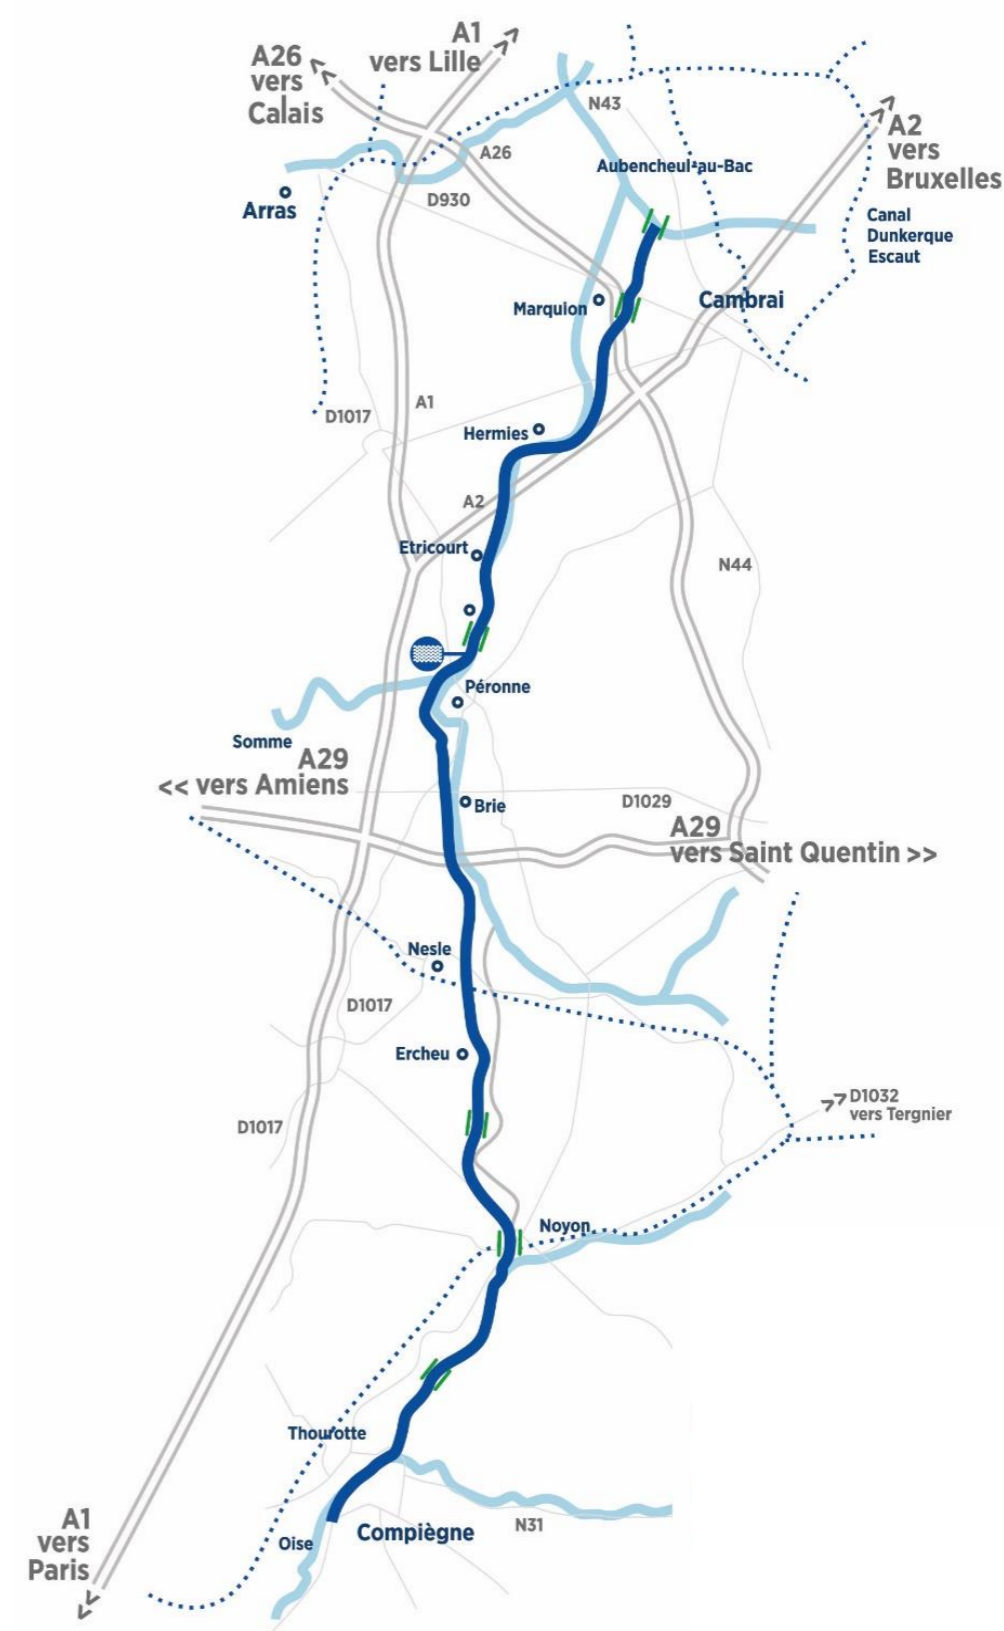 A1
vers Lille
A26
vers
Calais
N43
A2
vers
Bruxelles
A26
Aubencheul-au-Bac
D930
Arras
Canal
Dunkerque
Escaut
Marquion
Cambrai
D1017
A1
Hermies
A2
Etricourt
N44
Péronne
Somme
A29
<< vers Amiens
Brie
D1029
A29
vers Saint Quentin >>
Nesle
D1017
Ercheu
D1032
vers Tergnier
D1017
Noyon
Thourotte
A1
vers
Paris
Oise
Compiègne
N31